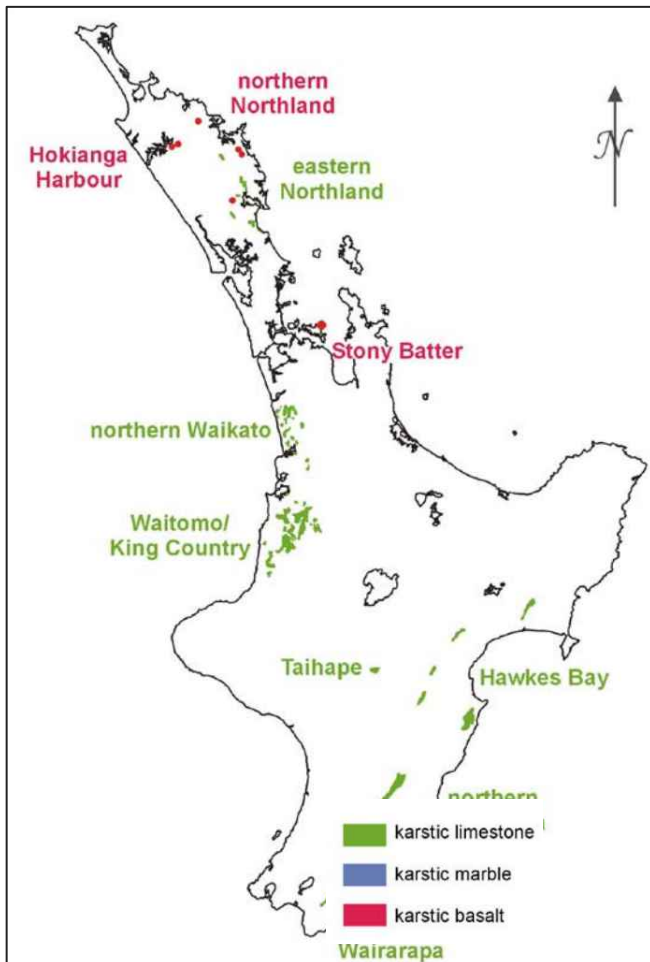 northern
Northland
Hokianga
Harbour
eastern
Northland
N
Stony Batter
northern Waikato
Waitomo/
King Country
Taihape
Hawkes Bay
northern
karstic limestone
karstic marble
karstic basalt
Wairarapa